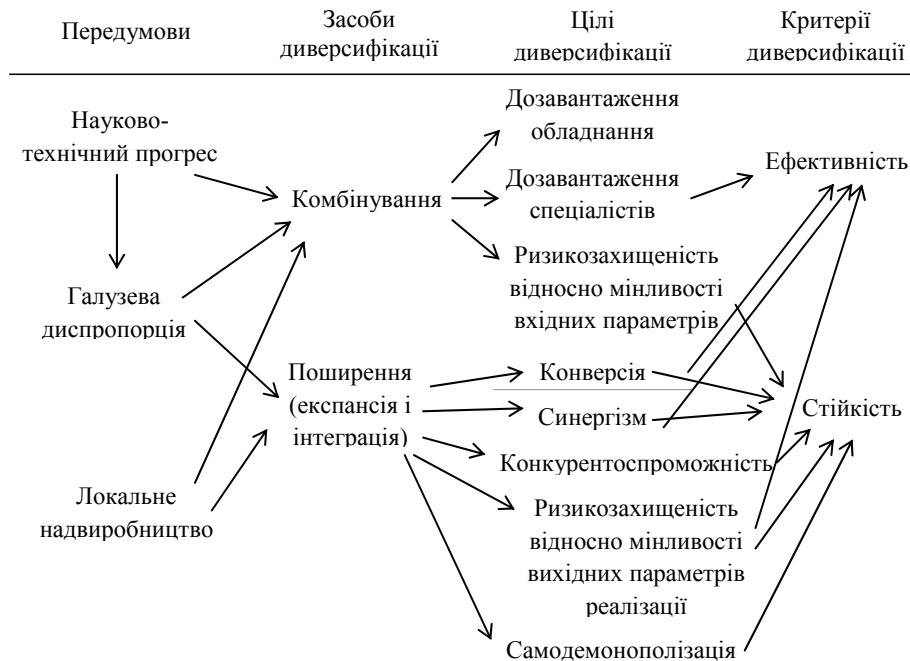 Передумови
Засоби
диверсифікації
Цілі
диверсифікації
Критерії
диверсифікації
Науково-
технічний прогрес
Галузева
диспропорція
Локальне
надвиробництво
Комбінування
Поширення
(експансія і
інтеграція)
Дозавантаження
обладнання
Дозавантаження
спеціалістів
Ризикозахищеність
відносно мінливості
вхідних параметрів
Конверсія
Синергізм
Конкурентоспроможність
Ризикозахищеність
відносно мінливості
вихідних параметрів
реалізації
Самодемонополізація
Ефективність
Стійкість